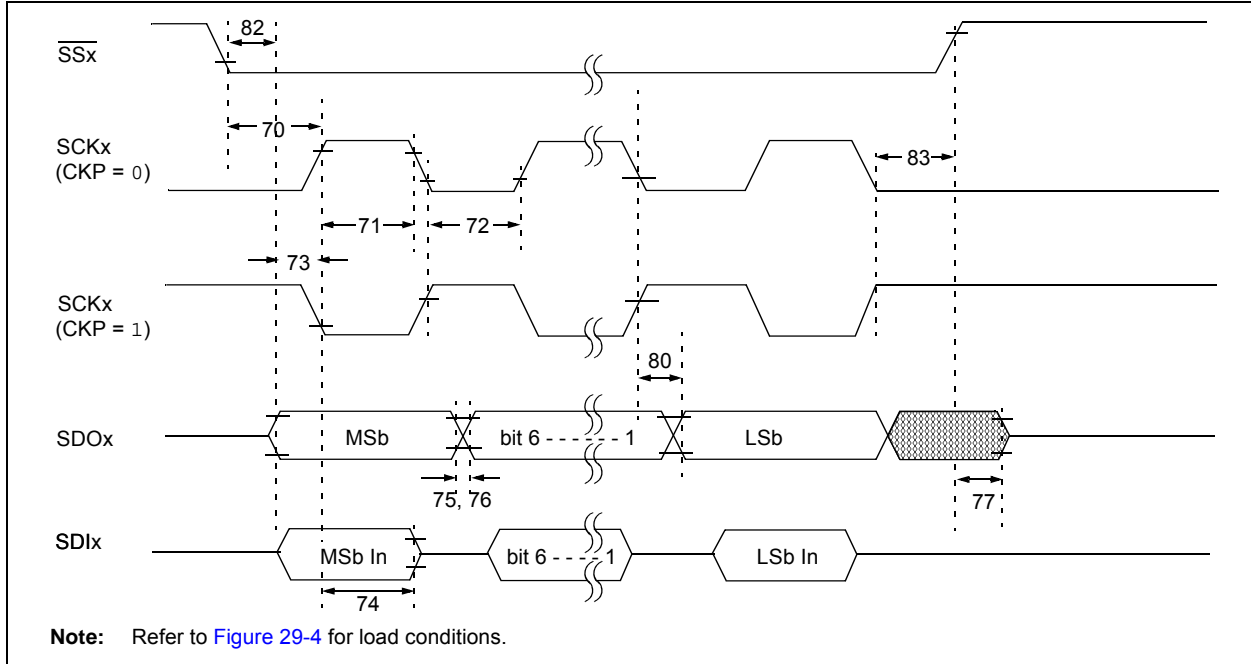 82
SSx
70
SCKx
(CKP = 0)
83
71
72
73
SCKx
(CKP = 1)
80
SDOx
MSb
bit 6 - - - - - - 1
LSb
75, 76
77
SDIx
MSb In
bit 6 - - - - 1
LSb In
74
Note: Refer to Figure 29-4 for load conditions.